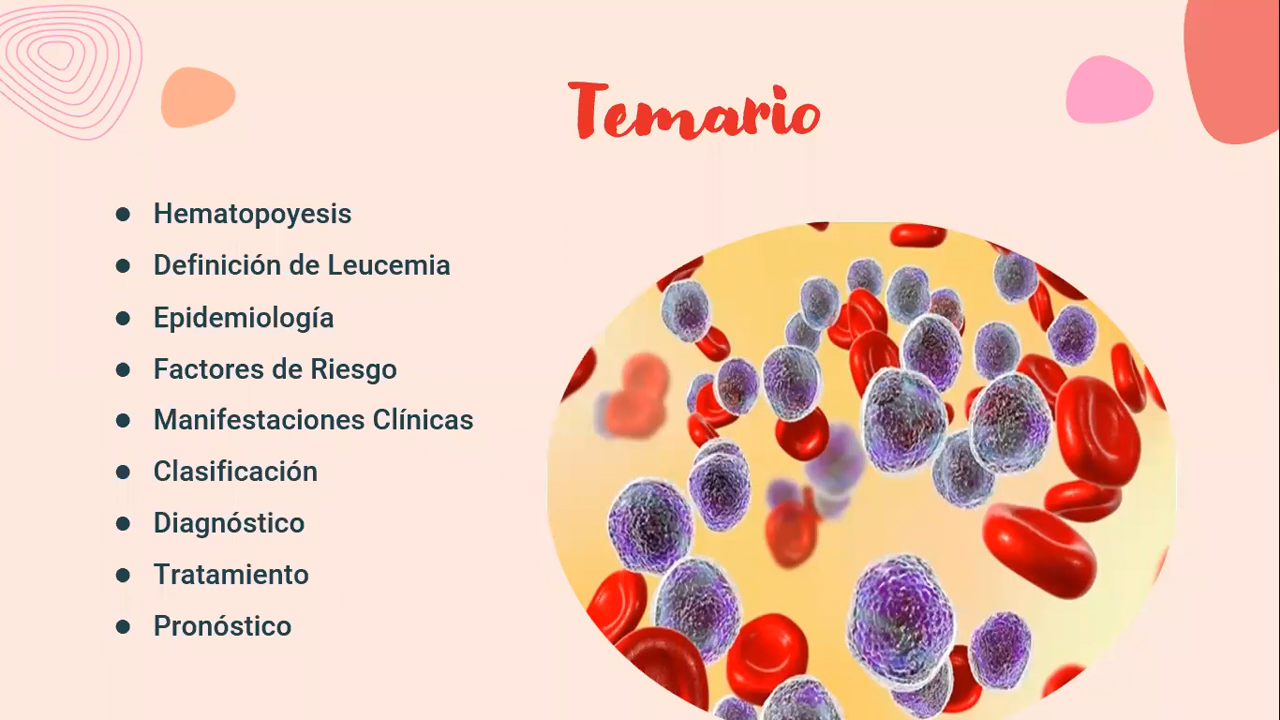 Temario
Hematopoyesis
Definición de Leucemia
Epidemiología
Factores de Riesgo
Manifestaciones Clínicas
Clasificación
Diagnóstico
Tratamiento
Pronóstico